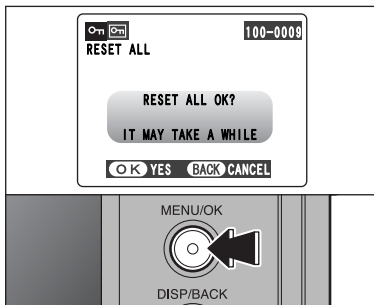 100-0009
RESET ALL
RESET ALL OK?
IT MAY TAKE A WHILE
OK YES BACK CANCEL
MENU/OK
DISP/BACK